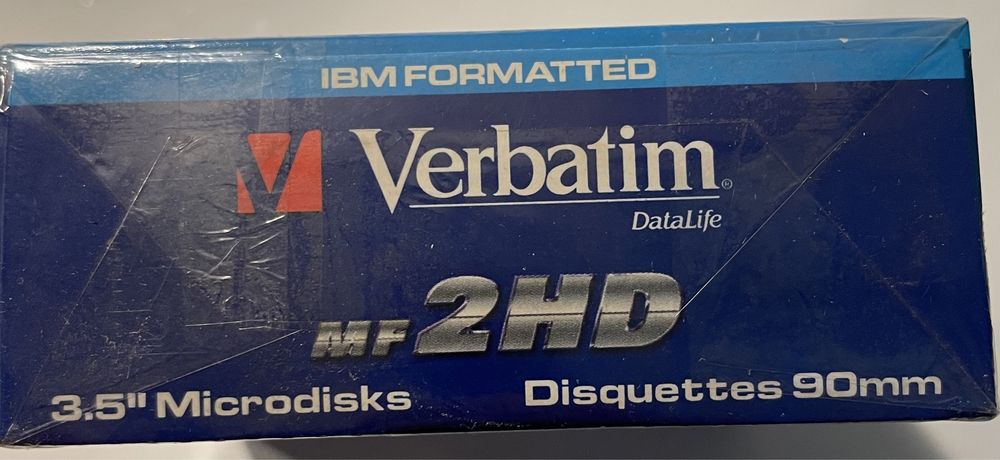 IBM FORMATTED
Verbatim®
DataLife
MF 2HD
3.5" Microdisks
Disquettes 90mm